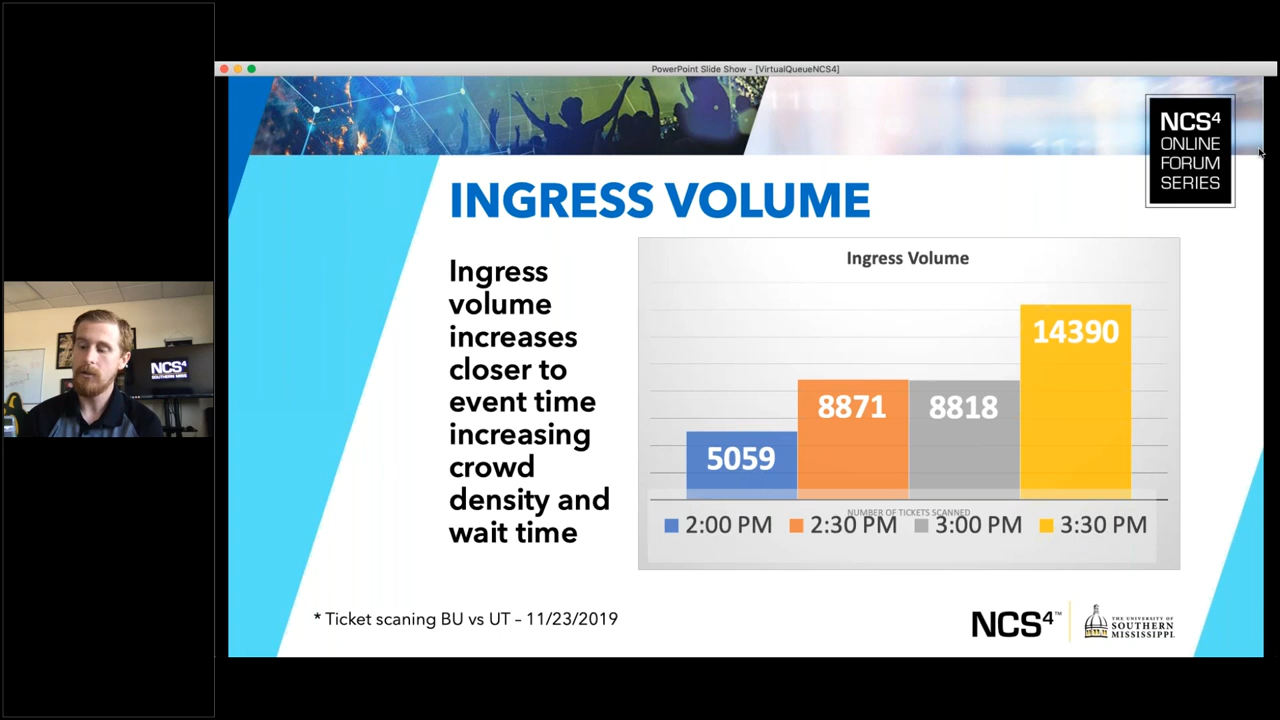 PowerPoint Slide Show - [VirtualQueueNCS4]
NCS4
ONLINE
FORUM
SERIES
INGRESS VOLUME
Ingress
volume
increases
closer to
event time
increasing
crowd
density and
wait time
Ingress Volume
5059
8871
8818
14390
NUMBER OF TICKETS SCANNED
2:00 PM
2:30 PM
3:00 PM
3:30 PM
* Ticket scaning BU vs UT – 11/23/2019
NCS4™
THE UNIVERSITY OF
SOUTHERN
MISSISSIPPI
NCS4
SOUTHERN MISS